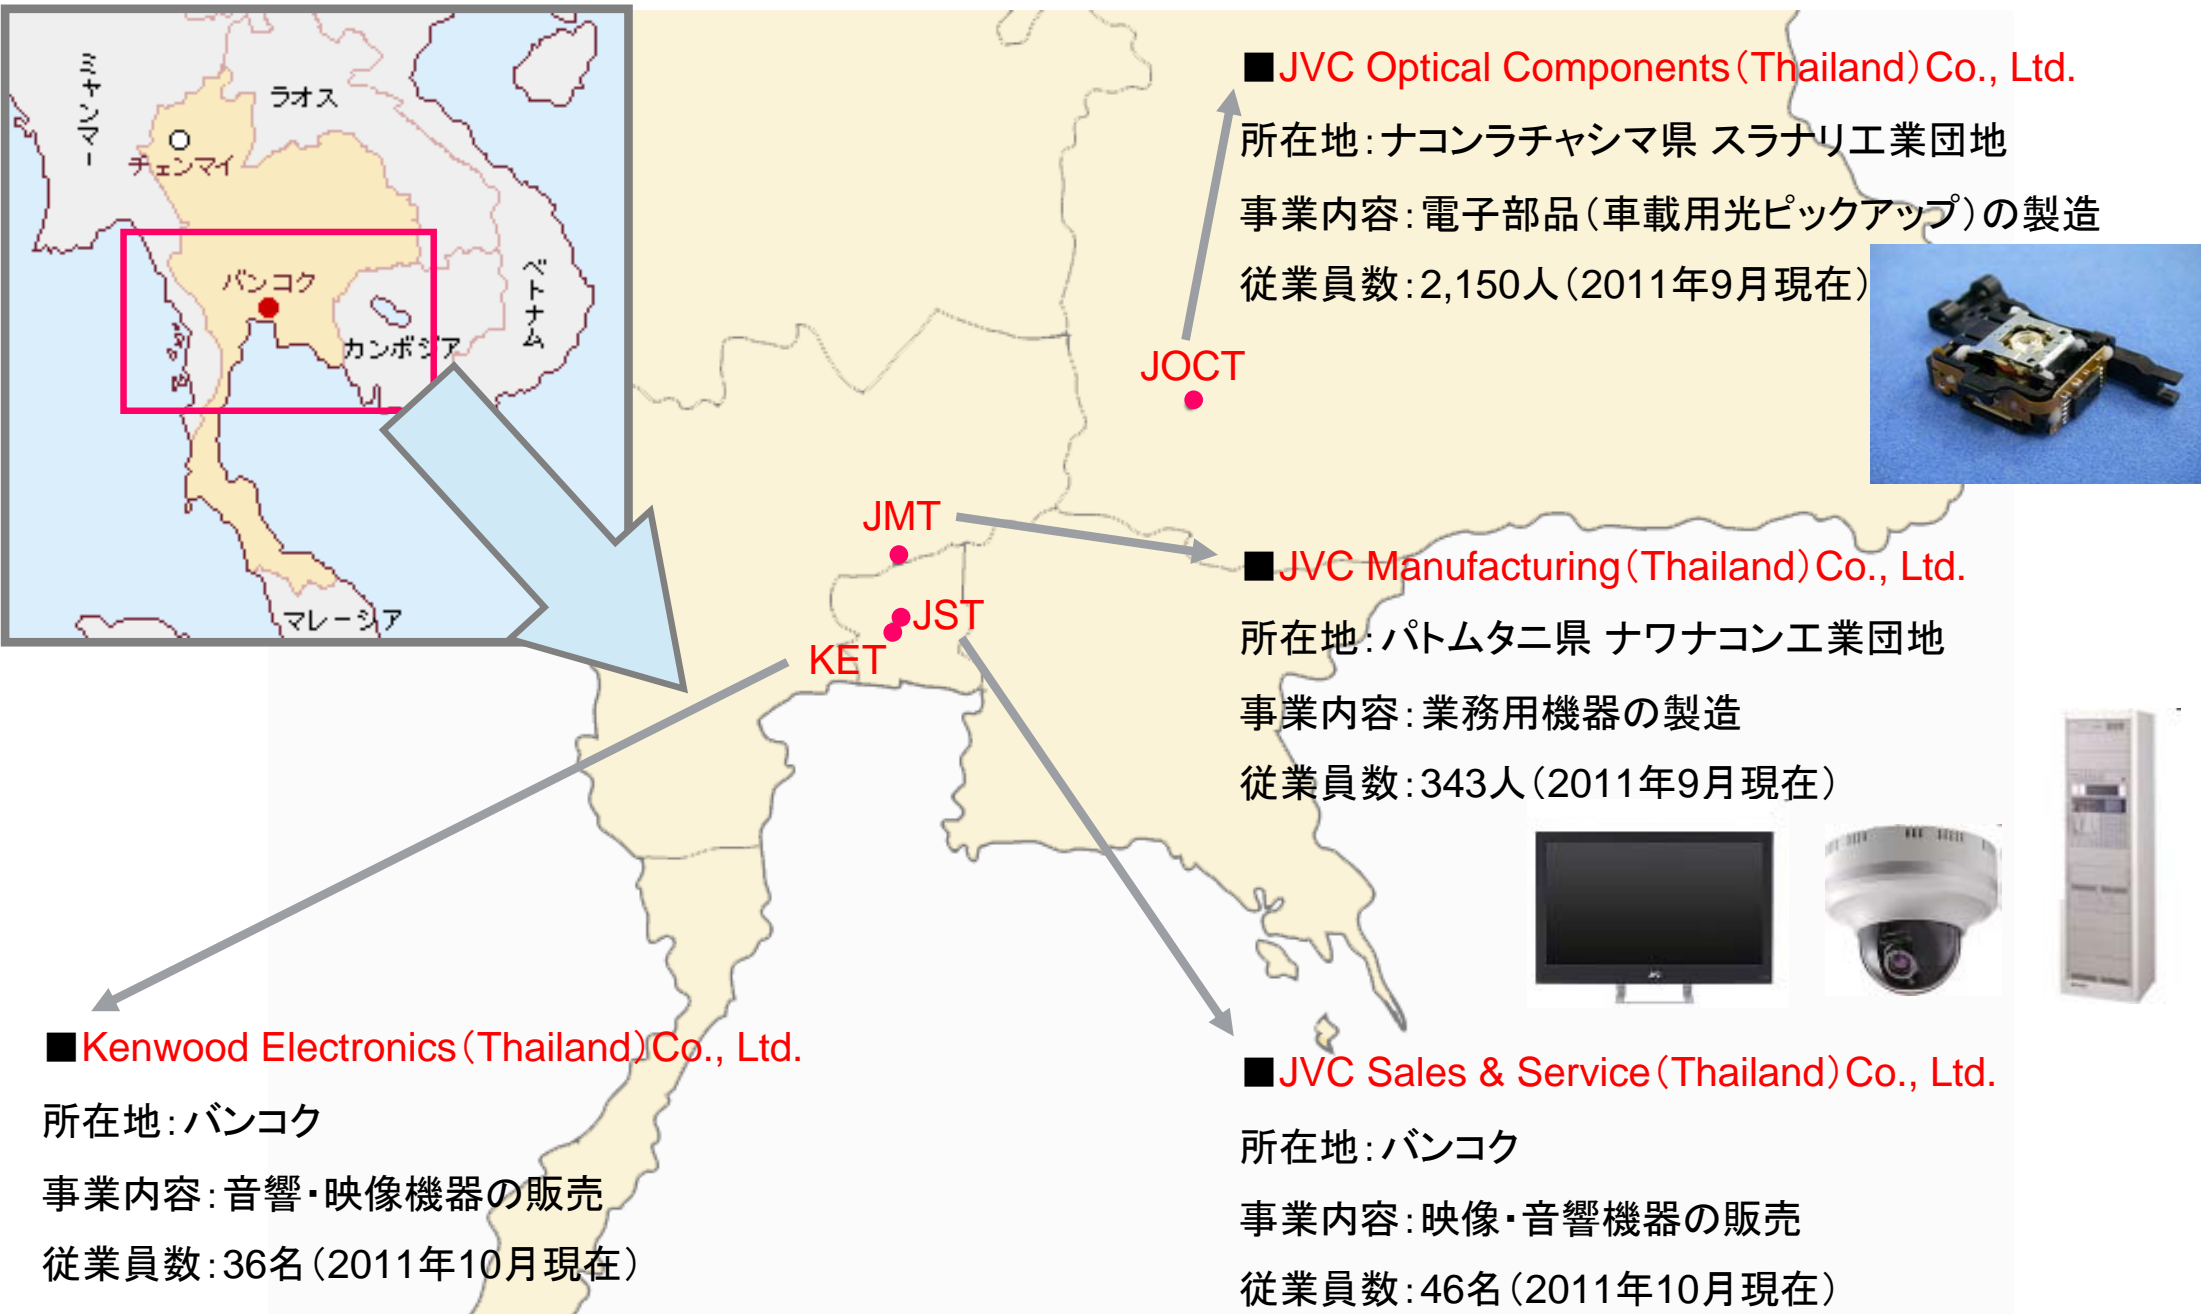 ミャンマー
ラオス
チェンマイ
バンコク
ベトナム
カンボジア
マレーシア
■JVC Optical Components（Thailand）Co., Ltd.
所在地：ナコンラチャシマ県 スラナリ工業団地
事業内容：電子部品（車載用光ピックアップ）の製造
従業員数：2,150人（2011年9月現在）
JOCT
JMT
JST
KET
■JVC Manufacturing（Thailand）Co., Ltd.
所在地：パトムタニ県 ナワナコン工業団地
事業内容：業務用機器の製造
従業員数：343人（2011年9月現在）
■Kenwood Electronics（Thailand）Co., Ltd.
所在地：バンコク
事業内容：音響・映像機器の販売
従業員数：36名（2011年10月現在）
■JVC Sales & Service（Thailand）Co., Ltd.
所在地：バンコク
事業内容：映像・音響機器の販売
従業員数：46名（2011年10月現在）